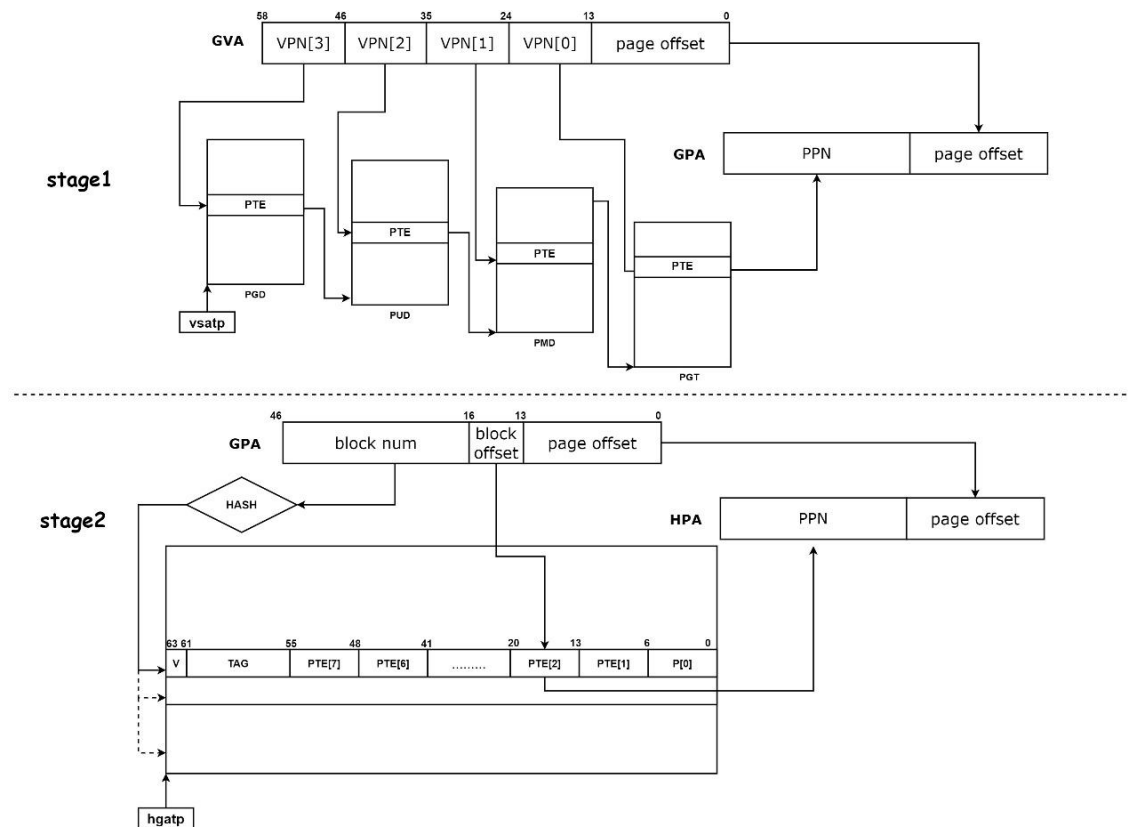 58 46 35 24 13 0
GVA VPN[3] VPN[2] VPN[1] VPN[0] page offset
GPA PPN page offset
stage1
PTE
PTE
PTE
PTE
PGD
PUD
PMD
PGT
vsatp
46 16 13 0
GPA block num block offset page offset
HASH
stage2
HPA PPN page offset
63 61 55 48 41 20 13 6 0
V TAG PTE[7] PTE[6] ......... PTE[2] PTE[1] P[0]
hgatp